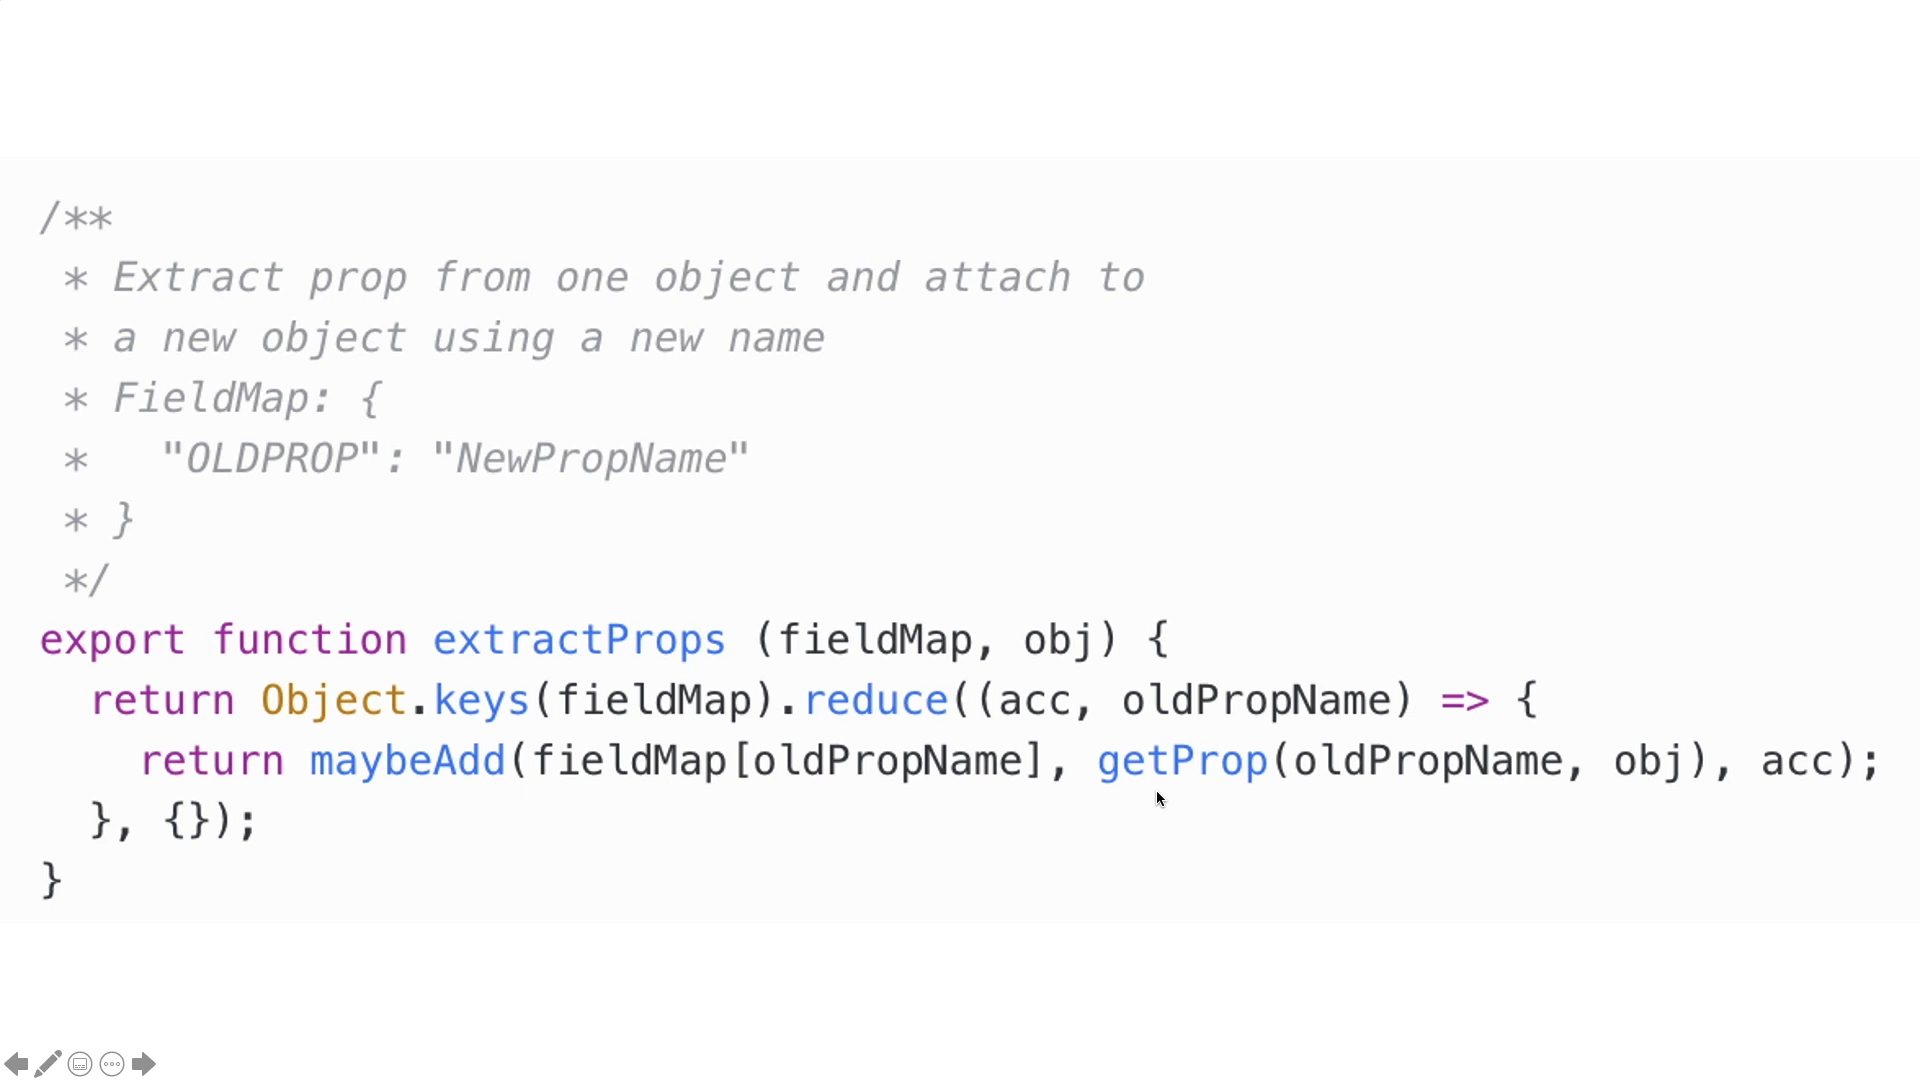 /**
 * Extract prop from one object and attach to
 * a new object using a new name
 * FieldMap: {
 *   "OLDPROP": "NewPropName"
 * }
 */
export function extractProps (fieldMap, obj) {
  return Object.keys(fieldMap).reduce((acc, oldPropName) => {
    return maybeAdd(fieldMap[oldPropName], getProp(oldPropName, obj), acc);
  }, {});
}